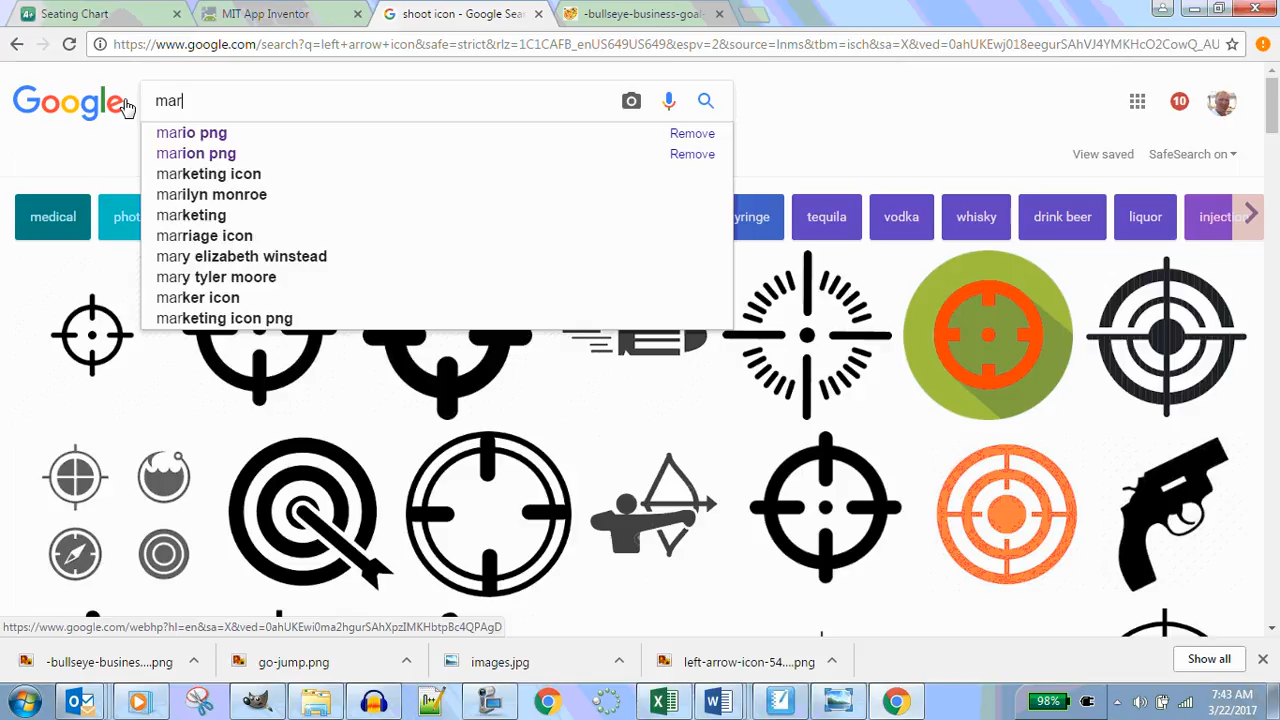 Seating Chart
MIT App Inventor
shoot icon - Google Sea
-bullseye-business-goal
https://www.google.com/search?q=left+arrow+icon&safe=strict&rlz=1C1CAFB_enUS649US649&espv=2&source=lnms&tbm=isch&sa=X&ved=0ahUKEwj018eegurSAhVJ4YMKHcO2CowQ_AU
Google
mar
10
mario png
Remove
marion png
Remove
marketing icon
marilyn monroe
marketing
marriage icon
mary elizabeth winstead
mary tyler moore
marker icon
marketing icon png
View saved
SafeSearch on
medical
phot
yringe
tequila
vodka
whisky
drink beer
liquor
injectio
https://www.google.com/webhp?hl=en&sa=X&ved=0ahUKEwi0ma2hgurSAhXpzIMKHbtpBc4QPAgD
-bullseye-busines....png
go-jump.png
images.jpg
left-arrow-icon-54....png
Show all
98%
7:43 AM
3/22/2017